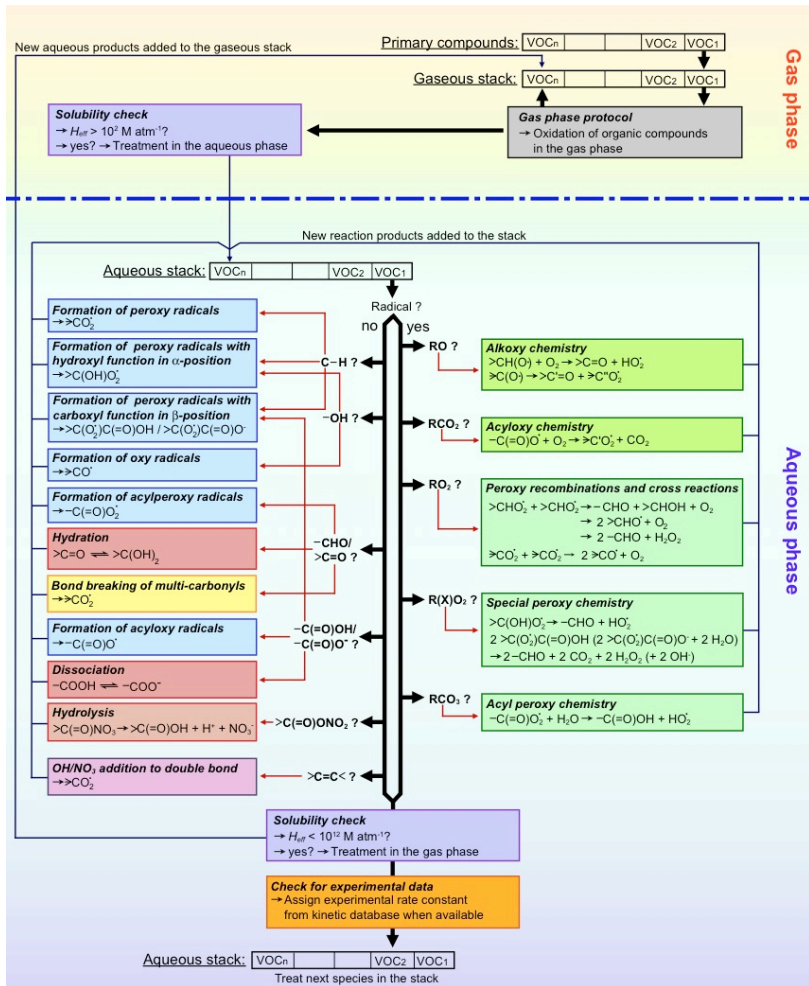 New aqueous products added to the gaseous stack
Primary compounds: VOCn VOC2 VOC1
Gaseous stack: VOCn VOC2 VOC1
Gas phase
Solubility check
→ Heff > 10² M atm⁻¹?
→ yes? → Treatment in the aqueous phase
Gas phase protocol
→ Oxidation of organic compounds
in the gas phase
New reaction products added to the stack
Aqueous stack: VOCn VOC2 VOC1
Radical ?
no yes
Aqueous phase
Formation of peroxy radicals
→⩾CO₂•
Formation of peroxy radicals with
hydroxyl function in α-position
→>C(OH)O₂•
Formation of peroxy radicals with
carboxyl function in β-position
→>C(O₂•)C(=O)OH / >C(O₂•)C(=O)O⁻
Formation of oxy radicals
→⩾CO•
Formation of acylperoxy radicals
→−C(=O)O₂•
Hydration
>C=O ⇌ >C(OH)₂
Bond breaking of multi-carbonyls
→⩾CO₂•
Formation of acyloxy radicals
→−C(=O)O•
Dissociation
−COOH ⇌ −COO⁻
Hydrolysis
>C(=O)NO₃→>C(=O)OH + H⁺ + NO₃⁻
OH/NO₃ addition to double bond
→⩾CO₂•
C−H ?
−OH ?
−CHO/
>C=O ?
−C(=O)OH/
−C(=O)O⁻ ?
>C(=O)ONO₂ ?
>C=C< ?
RO ?
Alkoxy chemistry
>CH(O•) + O₂→>C=O + HO₂•
⩾C(O•)→>C'=O + ⩾C''O₂•
RCO₂ ?
Acyloxy chemistry
−C(=O)O• + O₂→⩾C'O₂• + CO₂
RO₂ ?
Peroxy recombinations and cross reactions
>CHO₂• + >CHO₂•→−CHO + >CHOH + O₂
→ 2 >CHO• + O₂
→ 2 −CHO + H₂O₂
⩾CO₂• + ⩾CO₂•→ 2 ⩾CO• + O₂
R(X)O₂ ?
Special peroxy chemistry
>C(OH)O₂•→−CHO + HO₂•
2 >C(O₂•)C(=O)OH (2 >C(O₂•)C(=O)O⁻ + 2 H₂O)
→2 −CHO + 2 CO₂ + 2 H₂O₂ (+ 2 OH⁻)
RCO₃ ?
Acyl peroxy chemistry
−C(=O)O₂• + H₂O→−C(=O)OH + HO₂•
Solubility check
→ Heff < 10¹² M atm⁻¹?
→ yes? → Treatment in the gas phase
Check for experimental data
→ Assign experimental rate constant
from kinetic database when available
Aqueous stack: VOCn VOC2 VOC1
Treat next species in the stack